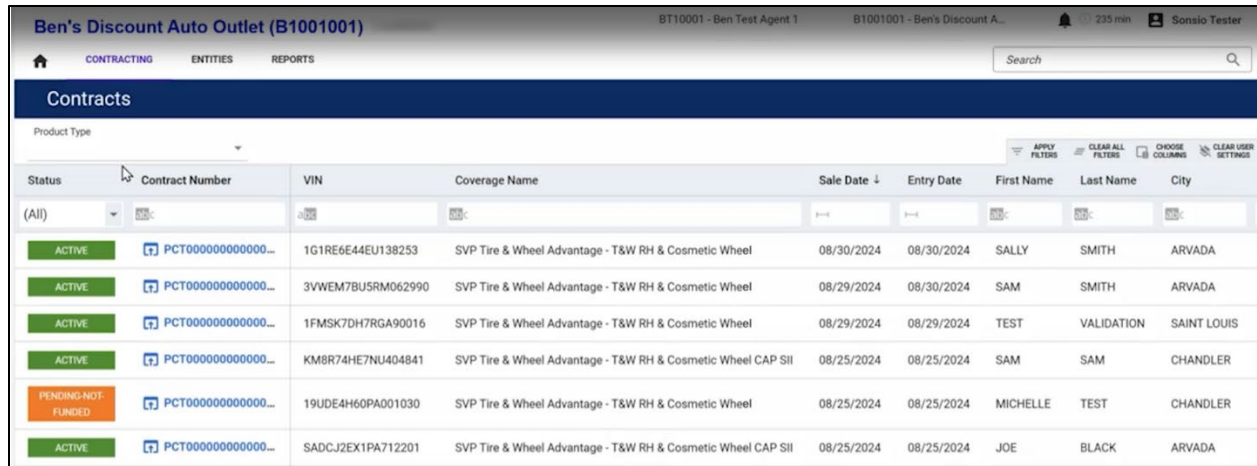 Ben's Discount Auto Outlet (B1001001) BT10001 - Ben Test Agent 1 B1001001 - Ben's Discount A... 235 min Sonsio Tester
CONTRACTING ENTITIES REPORTS Search
Contracts
Product Type
APPLY FILTERS CLEAR ALL FILTERS CHOOSE COLUMNS CLEAR USER SETTINGS
Status Contract Number VIN Coverage Name Sale Date ↓ Entry Date First Name Last Name City
(All) abc abc abc abc abc abc
ACTIVE PCT000000000000... 1G1RE6E44EU138253 SVP Tire & Wheel Advantage - T&W RH & Cosmetic Wheel 08/30/2024 08/30/2024 SALLY SMITH ARVADA
ACTIVE PCT000000000000... 3VWEM7BU5RM062990 SVP Tire & Wheel Advantage - T&W RH & Cosmetic Wheel 08/29/2024 08/30/2024 SAM SMITH ARVADA
ACTIVE PCT000000000000... 1FMSK7DH7RGA90016 SVP Tire & Wheel Advantage - T&W RH & Cosmetic Wheel 08/29/2024 08/29/2024 TEST VALIDATION SAINT LOUIS
ACTIVE PCT000000000000... KM8R74HE7NU404841 SVP Tire & Wheel Advantage - T&W RH & Cosmetic Wheel CAP SII 08/25/2024 08/25/2024 SAM SAM CHANDLER
PENDING-NOT-FUNDED PCT000000000000... 19UDE4H60PA001030 SVP Tire & Wheel Advantage - T&W RH & Cosmetic Wheel 08/25/2024 08/25/2024 MICHELLE TEST CHANDLER
ACTIVE PCT000000000000... SADCJ2EX1PA712201 SVP Tire & Wheel Advantage - T&W RH & Cosmetic Wheel CAP SII 08/25/2024 08/25/2024 JOE BLACK ARVADA